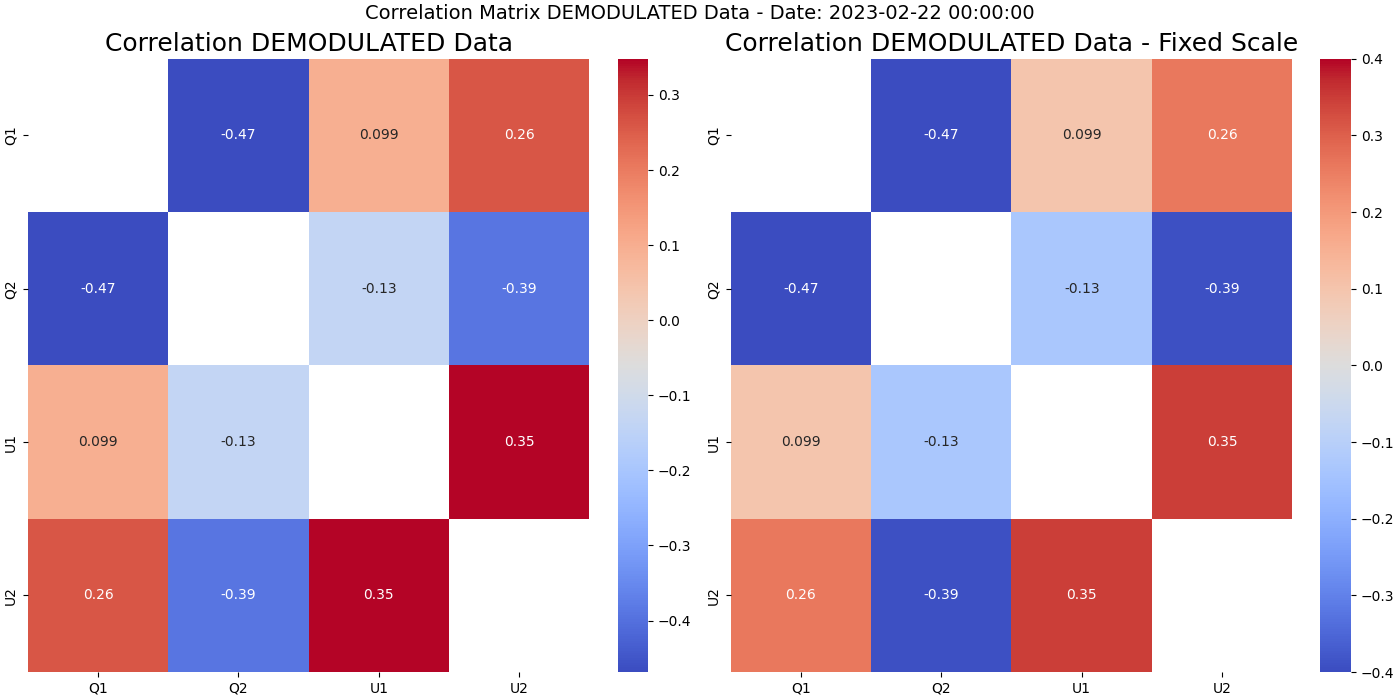 Correlation Matrix DEMODULATED Data - Date: 2023-02-22 00:00:00
Correlation DEMODULATED Data
Q1
-0.47
0.099
0.26
Q2
-0.47
-0.13
-0.39
U1
0.099
-0.13
0.35
U2
0.26
-0.39
0.35
Q1
Q2
U1
U2
0.3
0.2
0.1
0.0
−0.1
−0.2
−0.3
−0.4
Correlation DEMODULATED Data - Fixed Scale
Q1
-0.47
0.099
0.26
Q2
-0.47
-0.13
-0.39
U1
0.099
-0.13
0.35
U2
0.26
-0.39
0.35
Q1
Q2
U1
U2
0.4
0.3
0.2
0.1
0.0
−0.1
−0.2
−0.3
−0.4